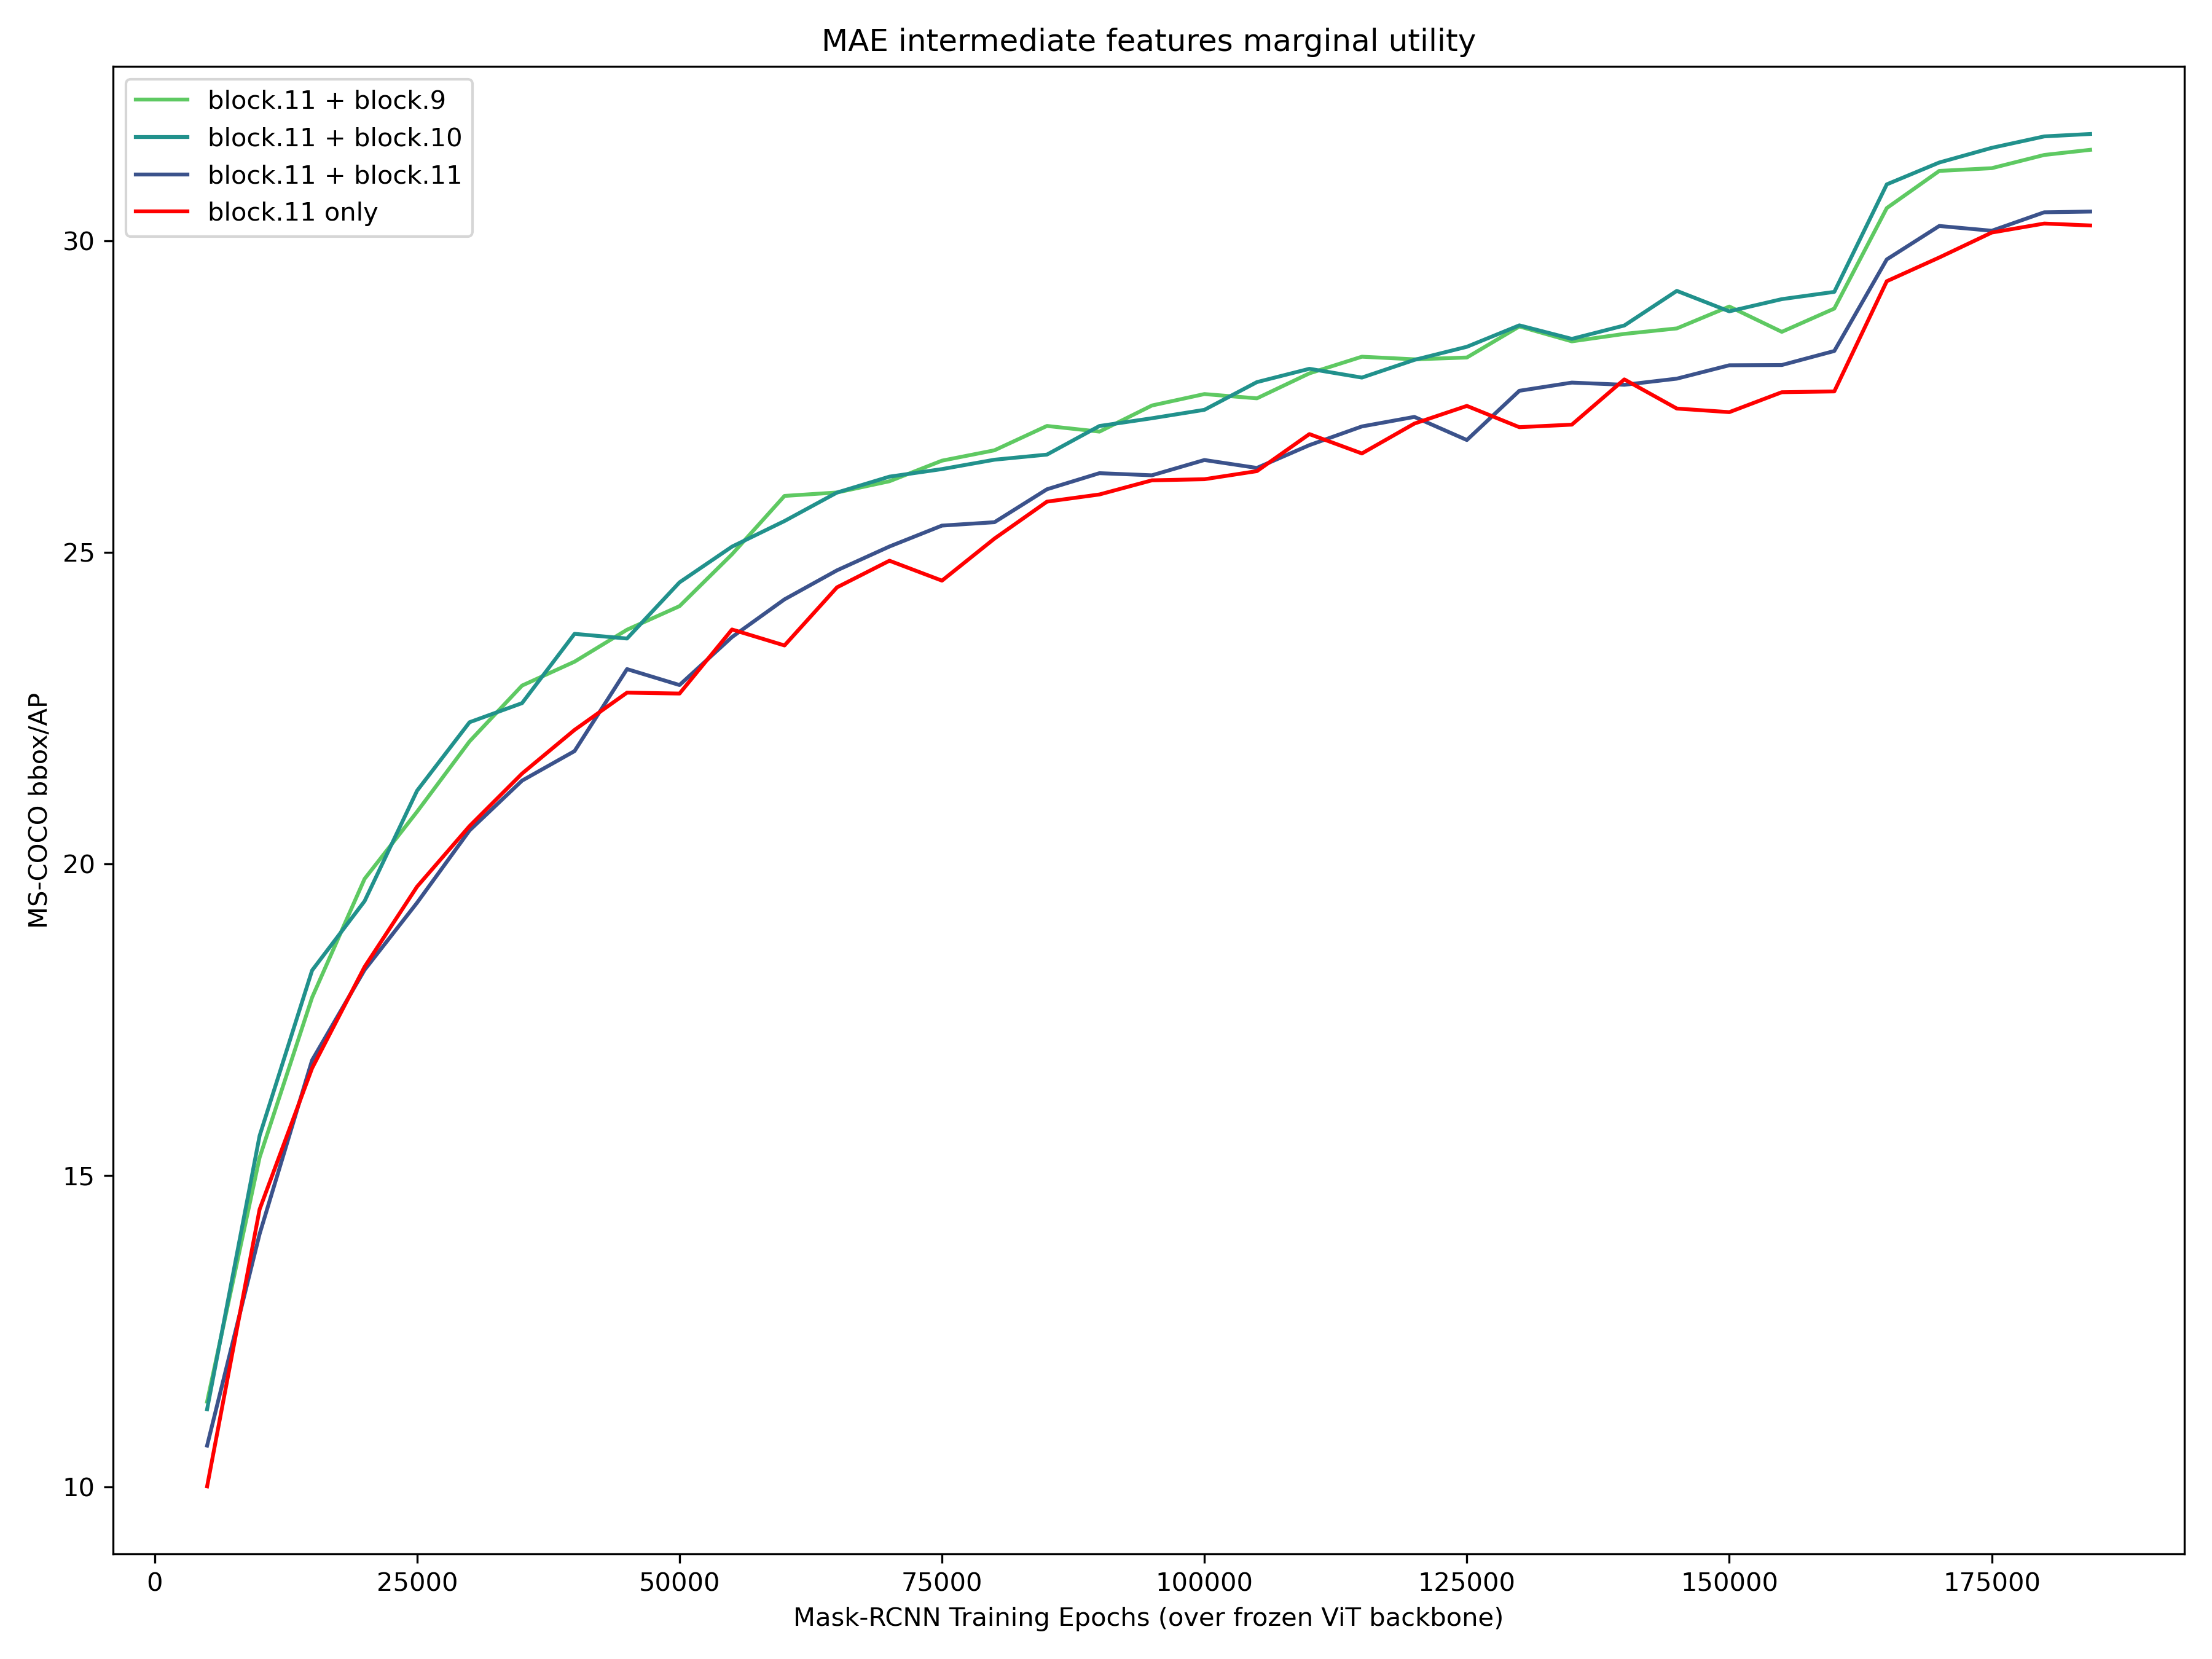 MAE intermediate features marginal utility
block.11 + block.9
block.11 + block.10
block.11 + block.11
block.11 only
MS-COCO bbox/AP
30
25
20
15
10
0 25000 50000 75000 100000 125000 150000 175000
Mask-RCNN Training Epochs (over frozen ViT backbone)